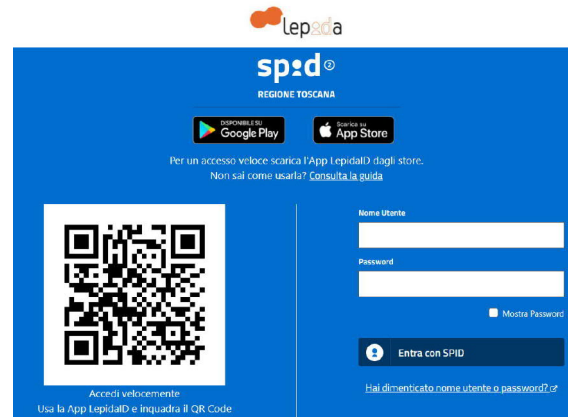 Lepida
spid 2
REGIONE TOSCANA
DISPONIBILE SU
Google Play
Scarica su
App Store
Per un accesso veloce scarica l'App LepidaID dagli store.
Non sai come usarla? Consulta la guida
Nome Utente
Password
Mostra Password
Entra con SPID
Hai dimenticato nome utente o password?
Accedi velocemente
Usa la App LepidaID e inquadra il QR Code